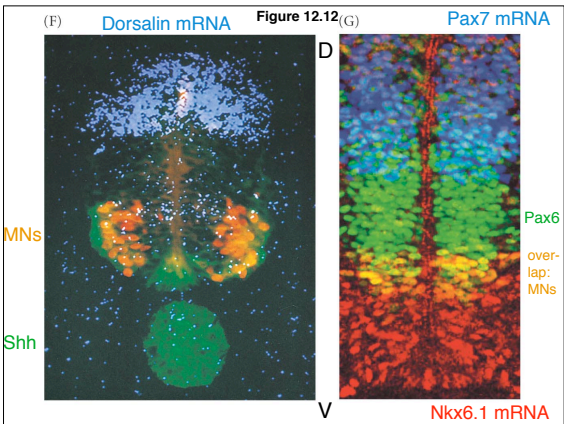 (F)
Dorsalin mRNA
Figure 12.12
(G)
Pax7 mRNA
D
MNs
Shh
Pax6
over-
lap:
MNs
V
Nkx6.1 mRNA